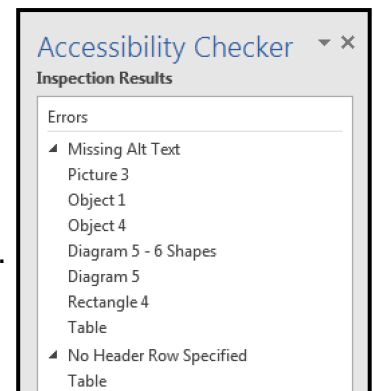 Accessibility Checker
Inspection Results
Errors
Missing Alt Text
Picture 3
Object 1
Object 4
Diagram 5 - 6 Shapes
Diagram 5
Rectangle 4
Table
No Header Row Specified
Table